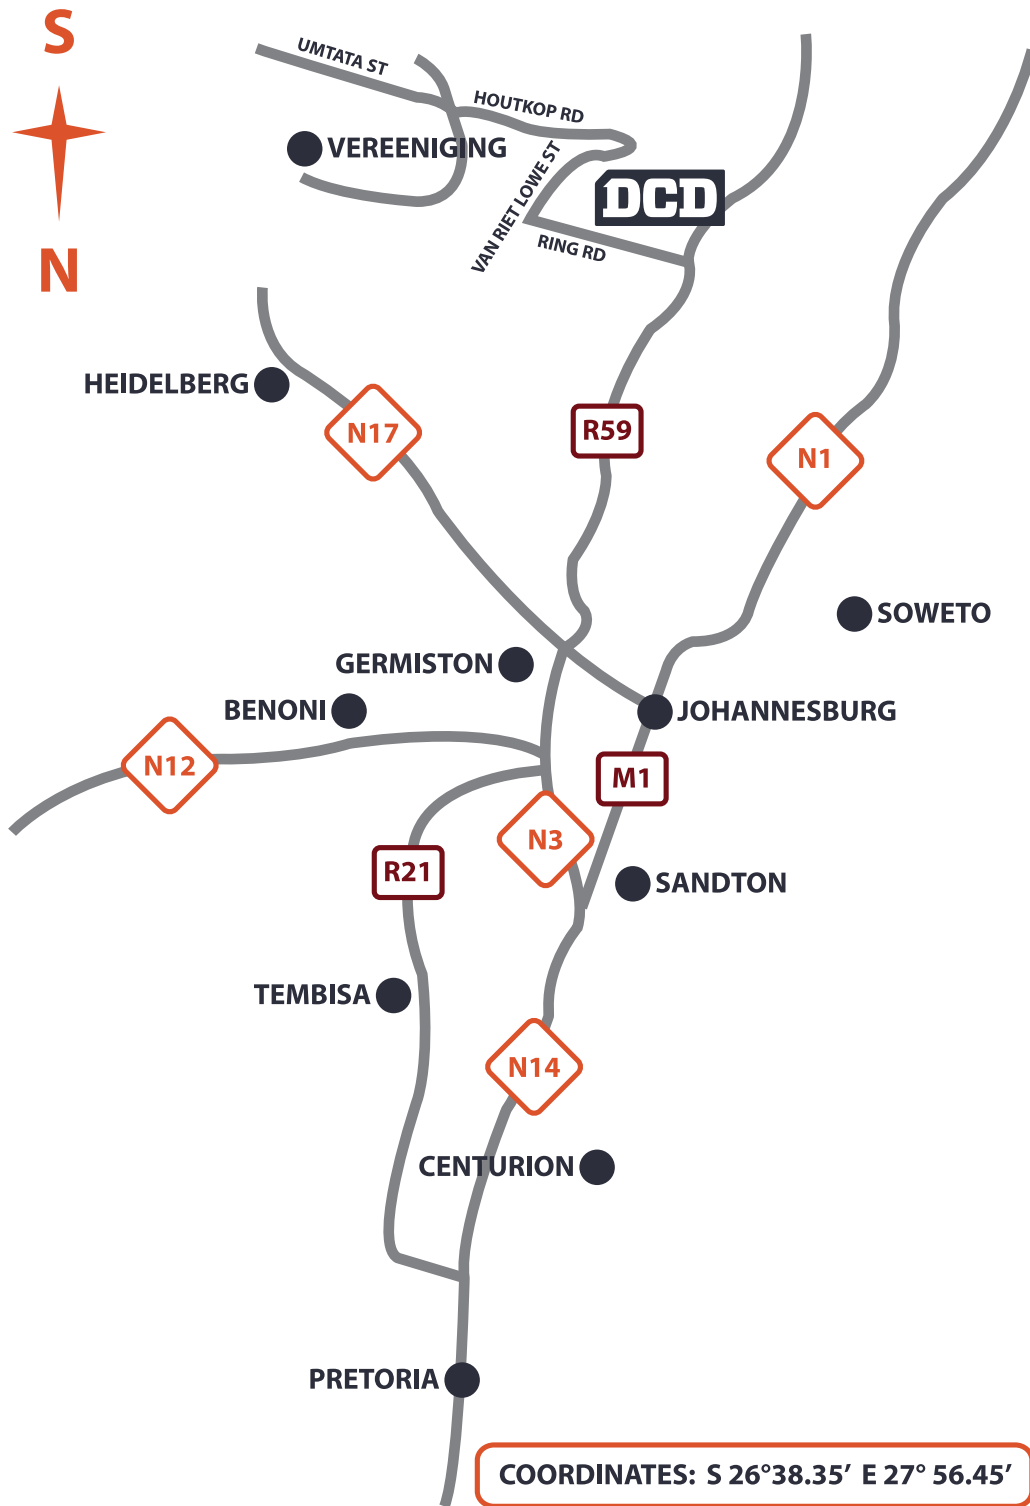 S
UMTATA ST
HOUTKOP RD
VEREENIGING
VAN RIET LOWE ST
DCD
RING RD
N
HEIDELBERG
N17
R59
N1
SOWETO
GERMISTON
BENONI
JOHANNESBURG
N12
M1
N3
R21
SANDTON
TEMBISA
N14
CENTURION
PRETORIA
COORDINATES: S 26°38.35′ E 27° 56.45′